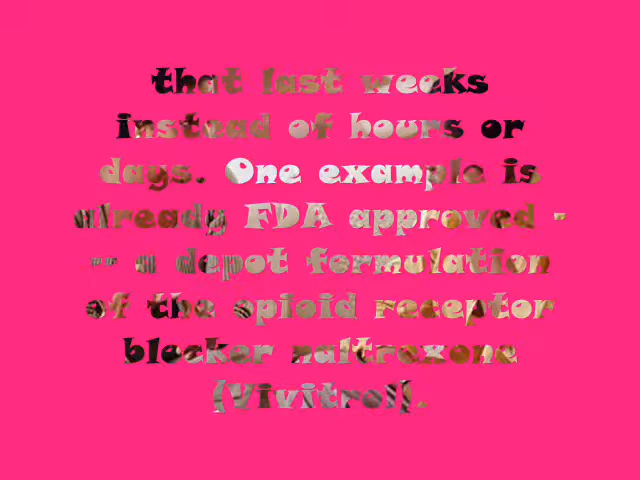 that last weeks
instead of hours or
days. One example is
already FDA approved -
-- a depot formulation
of the opioid receptor
blocker naltrexone
(Vivitrol).